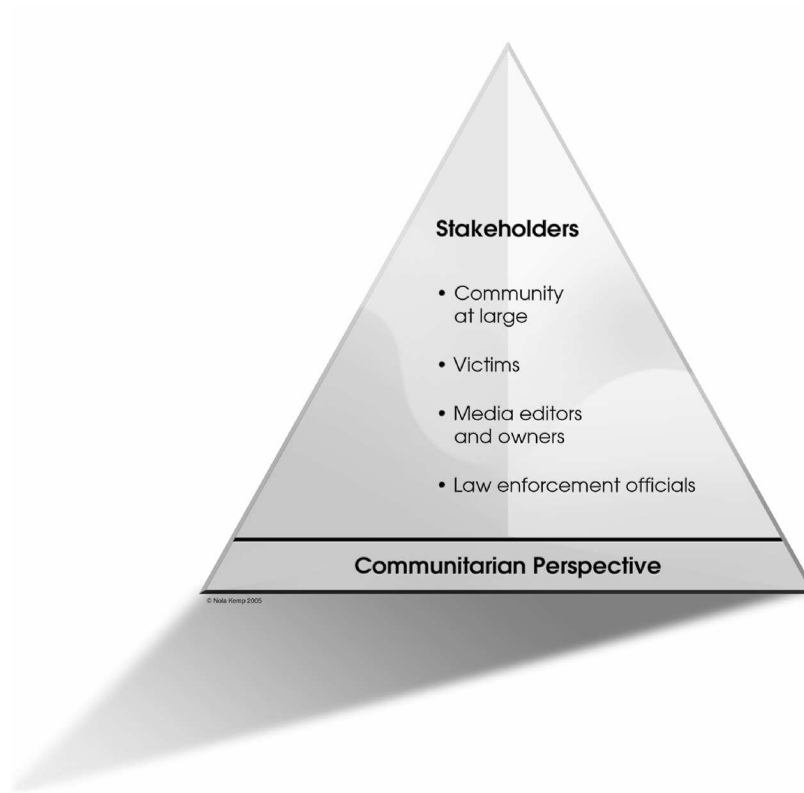 Stakeholders
• Community
at large
• Victims
• Media editors
and owners
• Law enforcement officials
Communitarian Perspective
© Nola Kemp 2005